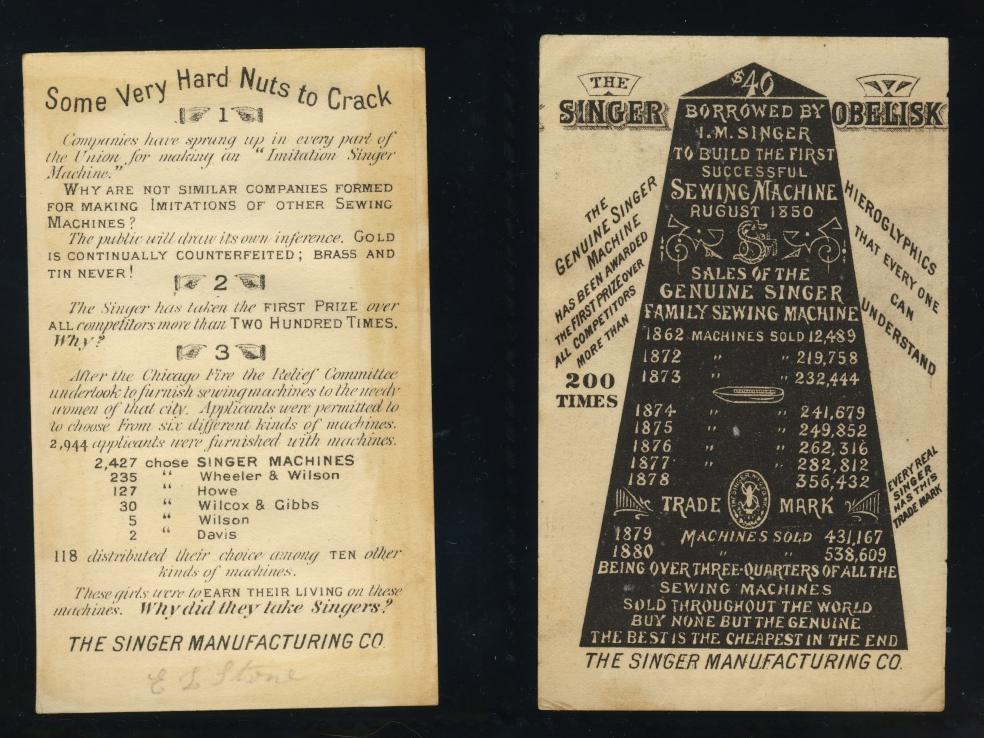 Some Very Hard Nuts to Crack
1
Companies have sprung up in every part of
the Union for making an "Imitation Singer
Machine."
WHY ARE NOT SIMILAR COMPANIES FORMED
FOR MAKING IMITATIONS OF OTHER SEWING
MACHINES?
The public will draw its own inference. GOLD
IS CONTINUALLY COUNTERFEITED; BRASS AND
TIN NEVER!
2
The Singer has taken the FIRST PRIZE over
ALL competitors more than TWO HUNDRED TIMES.
Why?
3
After the Chicago Fire the Relief Committee
undertook to furnish sewing machines to the needy
women of that city. Applicants were permitted to
to choose From six different kinds of machines.
2,944 applicants were furnished with machines.
2,427 chose SINGER MACHINES
235 " Wheeler & Wilson
127 " Howe
30 " Wilcox & Gibbs
5 " Wilson
2 " Davis
118 distributed their choice among TEN other
kinds of machines.
These girls were to EARN THEIR LIVING on these
machines. Why did they take Singers?
THE SINGER MANUFACTURING CO.
E L Stone
THE
SINGER OBELISK
$40
BORROWED BY
I.M. SINGER
TO BUILD THE FIRST
SUCCESSFUL
SEWING MACHINE
AUGUST 1850
SALES OF THE
GENUINE SINGER
FAMILY SEWING MACHINE
1862 MACHINES SOLD 12,489
1872 " " 219,758
1873 " " 232,444
1874 " " 241,679
1875 " " 249,852
1876 " " 262,316
1877 " " 282,812
1878 " " 356,432
TRADE MARK
1879 MACHINES SOLD 431,167
1880 " " 538,609
BEING OVER THREE-QUARTERS OF ALL THE
SEWING MACHINES
SOLD THROUGHOUT THE WORLD
BUY NONE BUT THE GENUINE
THE BEST IS THE CHEAPEST IN THE END
THE SINGER MANUFACTURING CO.
THE
GENUINE SINGER
MACHINE
HAS BEEN AWARDED
THE FIRST PRIZE OVER
ALL COMPETITORS
MORE THAN
200
TIMES
HIEROGLYPHICS
THAT EVERY ONE
CAN
UNDERSTAND
EVERY REAL
SINGER
HAS THIS
TRADE MARK